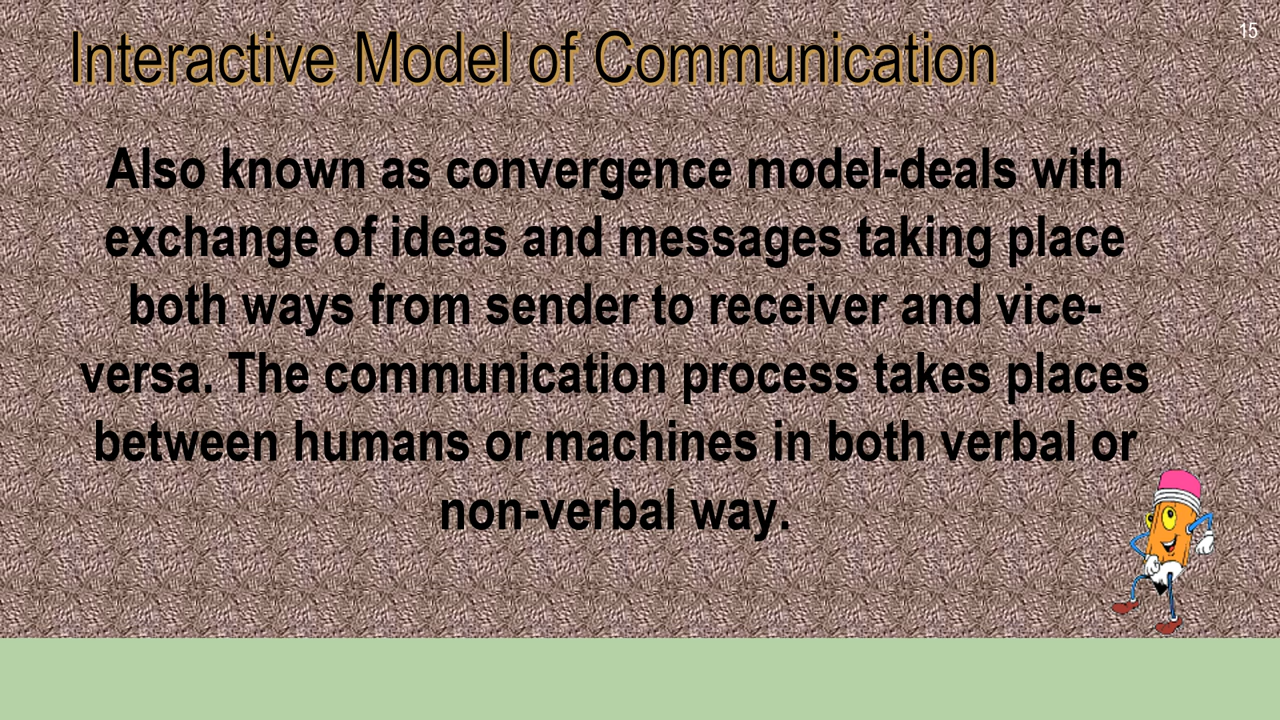 15
Interactive Model of Communication
Also known as convergence model-deals with
exchange of ideas and messages taking place
both ways from sender to receiver and vice-
versa. The communication process takes places
between humans or machines in both verbal or
non-verbal way.